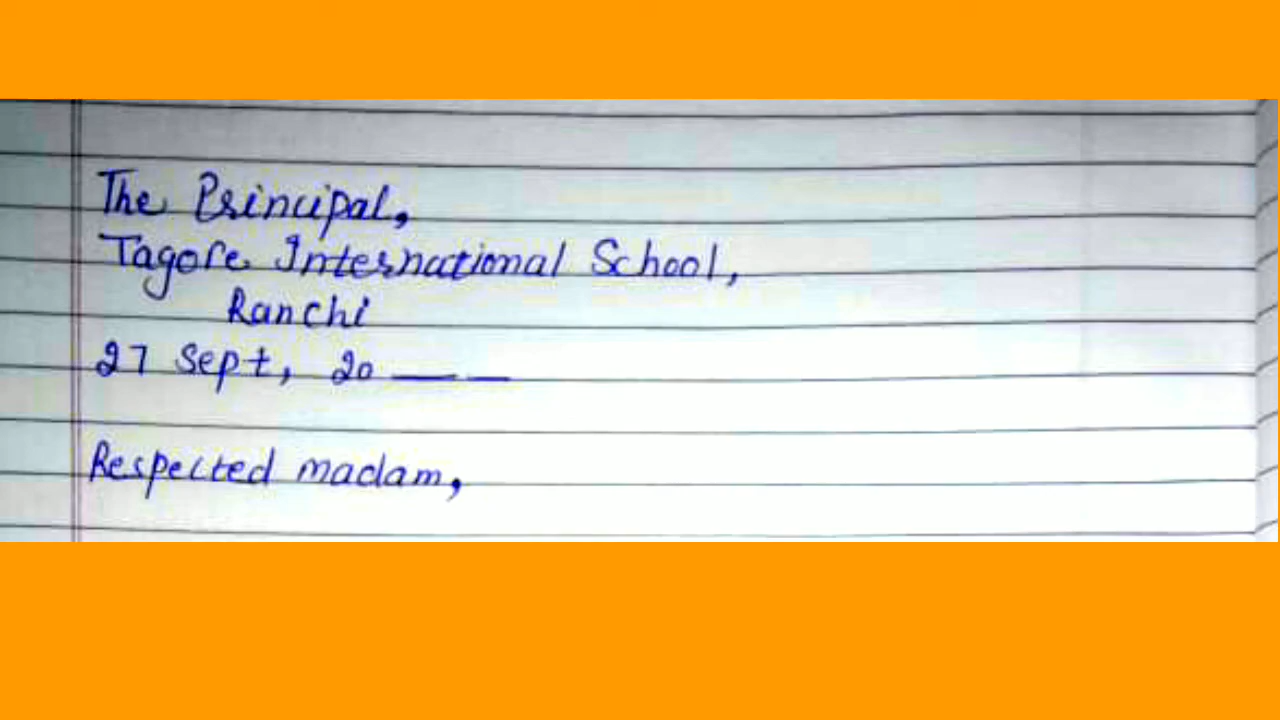 The Principal,
Tagore International School,
Ranchi
27 Sept, 20 — —
Respected madam,